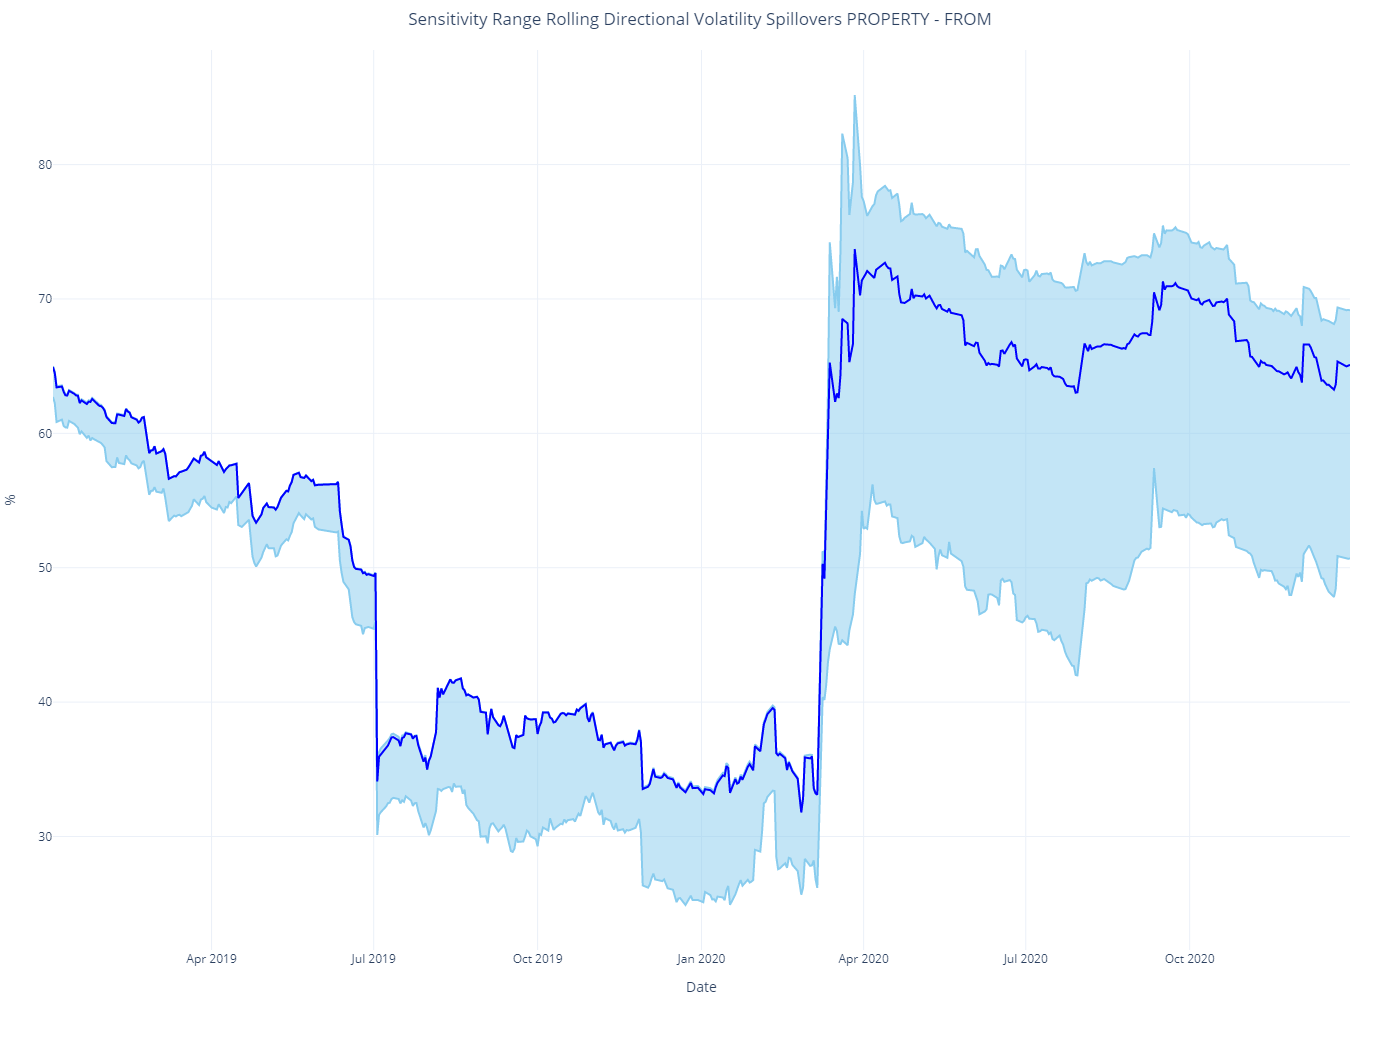 Sensitivity Range Rolling Directional Volatility Spillovers PROPERTY - FROM
80
70
60
50
40
30
%
Apr 2019
Jul 2019
Oct 2019
Jan 2020
Apr 2020
Jul 2020
Oct 2020
Date